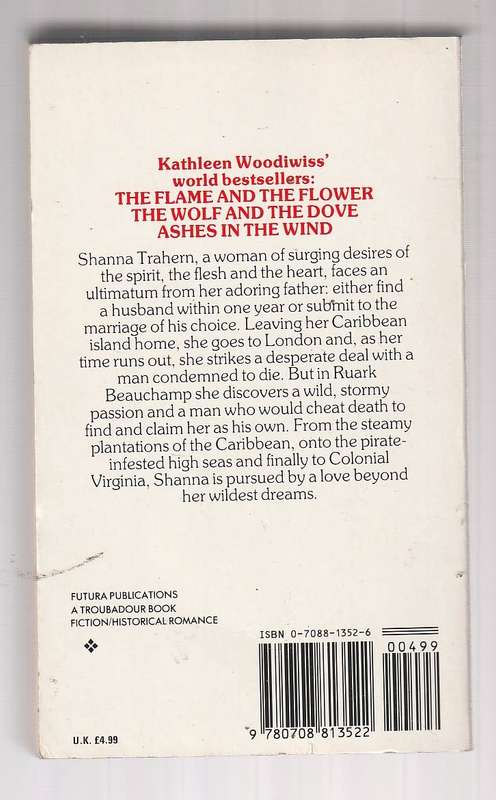 Kathleen Woodiwiss'
world bestsellers:
THE FLAME AND THE FLOWER
THE WOLF AND THE DOVE
ASHES IN THE WIND
Shanna Trahern, a woman of surging desires of
the spirit, the flesh and the heart, faces an
ultimatum from her adoring father: either find
a husband within one year or submit to the
marriage of his choice. Leaving her Caribbean
island home, she goes to London and, as her
time runs out, she strikes a desperate deal with a
man condemned to die. But in Ruark
Beauchamp she discovers a wild, stormy
passion and a man who would cheat death to
find and claim her as his own. From the steamy
plantations of the Caribbean, onto the pirate-
infested high seas and finally to Colonial
Virginia, Shanna is pursued by a love beyond
her wildest dreams.
FUTURA PUBLICATIONS
A TROUBADOUR BOOK
FICTION/HISTORICAL ROMANCE
ISBN 0-7088-1352-6
00499
9 780708 813522
U.K. £4.99